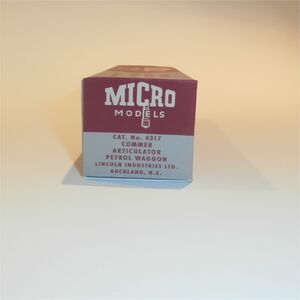 MICRO
MODELS
CAT. No. 4317
COMMER
ARTICULATOR
PETROL WAGGON
LINCOLN INDUSTRIES LTD.
AUCKLAND, N.Z.